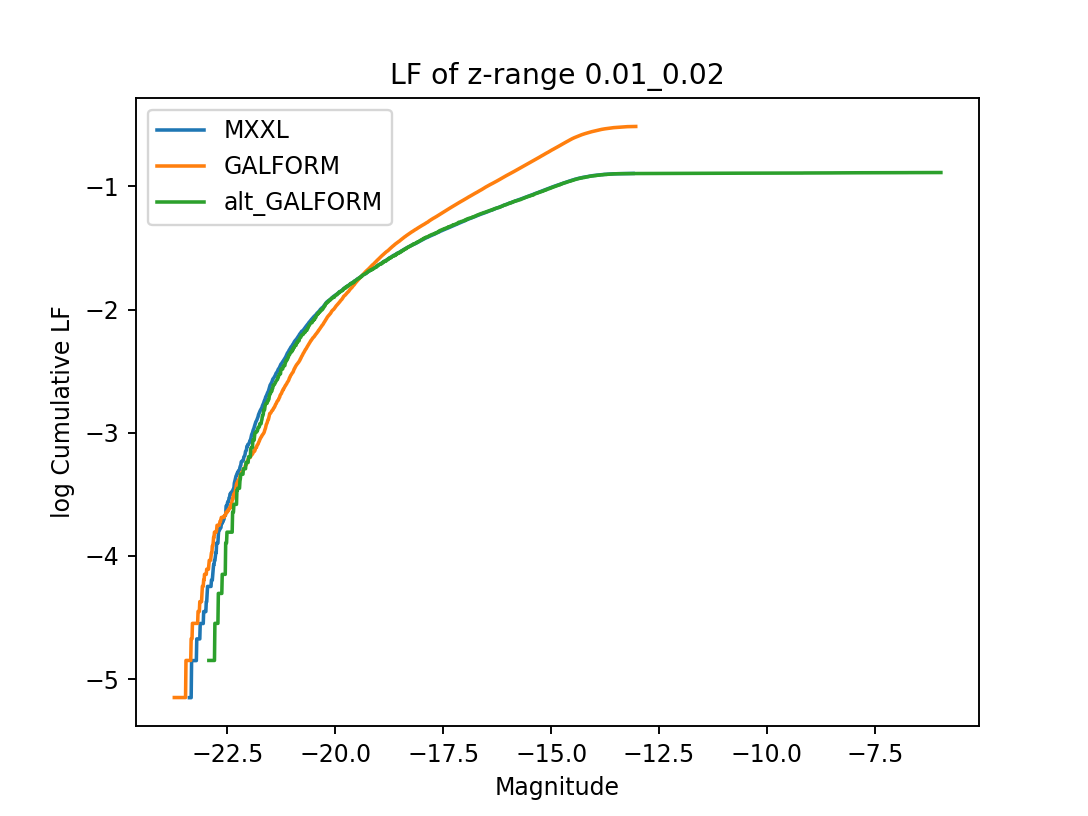 LF of z-range 0.01_0.02
MXXL
GALFORM
alt_GALFORM
log Cumulative LF
−1
−2
−3
−4
−5
−22.5 −20.0 −17.5 −15.0 −12.5 −10.0 −7.5
Magnitude